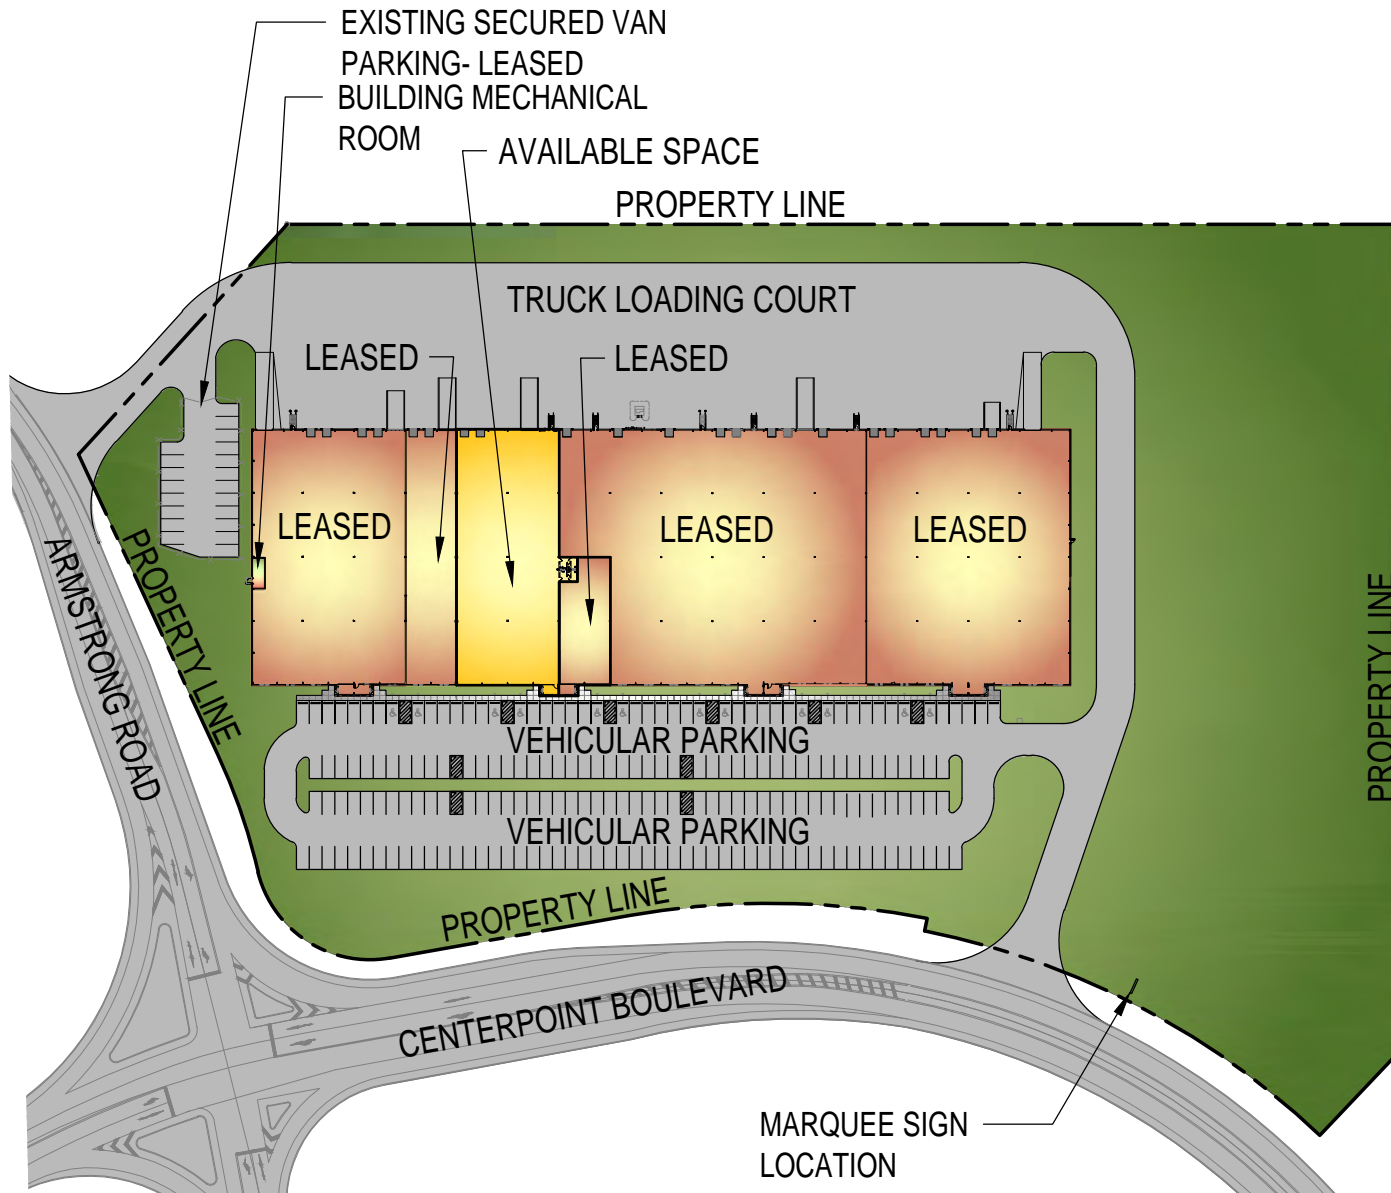 EXISTING SECURED VAN
PARKING- LEASED
BUILDING MECHANICAL
ROOM
AVAILABLE SPACE
PROPERTY LINE
TRUCK LOADING COURT
LEASED
LEASED
LEASED
LEASED
LEASED
ARMSTRONG ROAD
PROPERTY LINE
PROPERTY LINE
VEHICULAR PARKING
VEHICULAR PARKING
PROPERTY LINE
CENTERPOINT BOULEVARD
MARQUEE SIGN
LOCATION